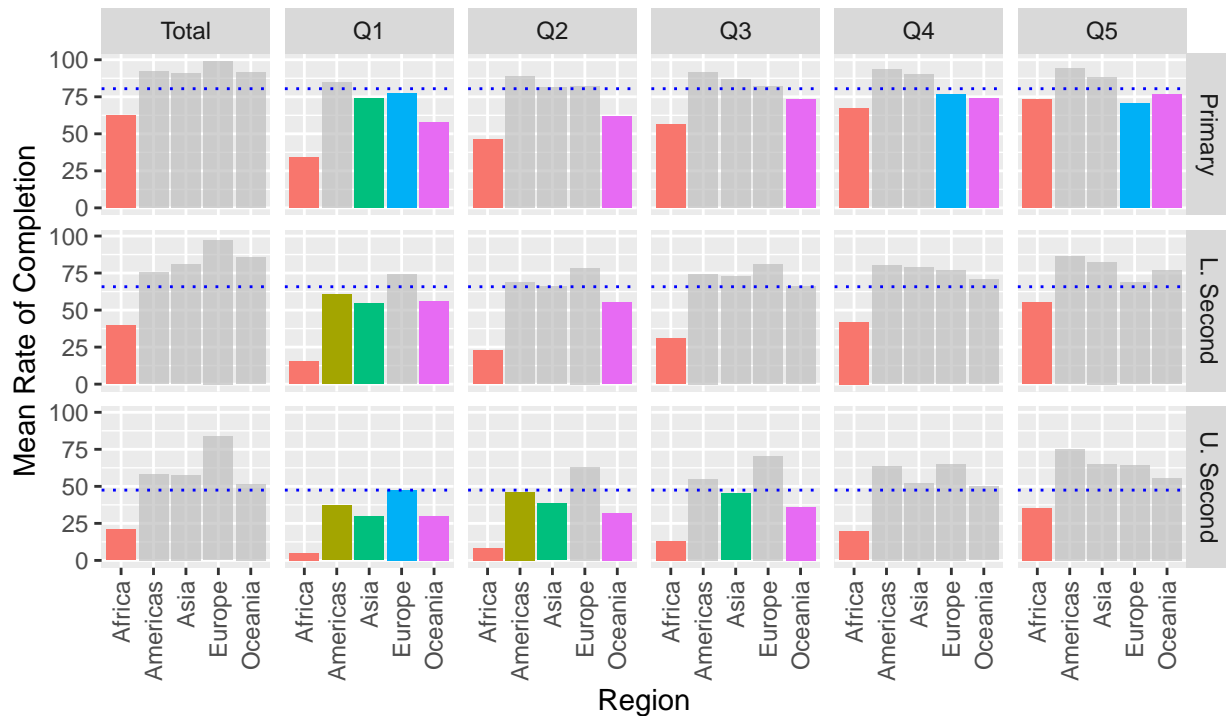 Total Q1 Q2 Q3 Q4 Q5
Mean Rate of Completion
100
75
50
25
0
Primary
100
75
50
25
0
L. Second
100
75
50
25
0
U. Second
Africa Americas Asia Europe Oceania Africa Americas Asia Europe Oceania Africa Americas Asia Europe Oceania Africa Americas Asia Europe Oceania Africa Americas Asia Europe Oceania Africa Americas Asia Europe Oceania
Region